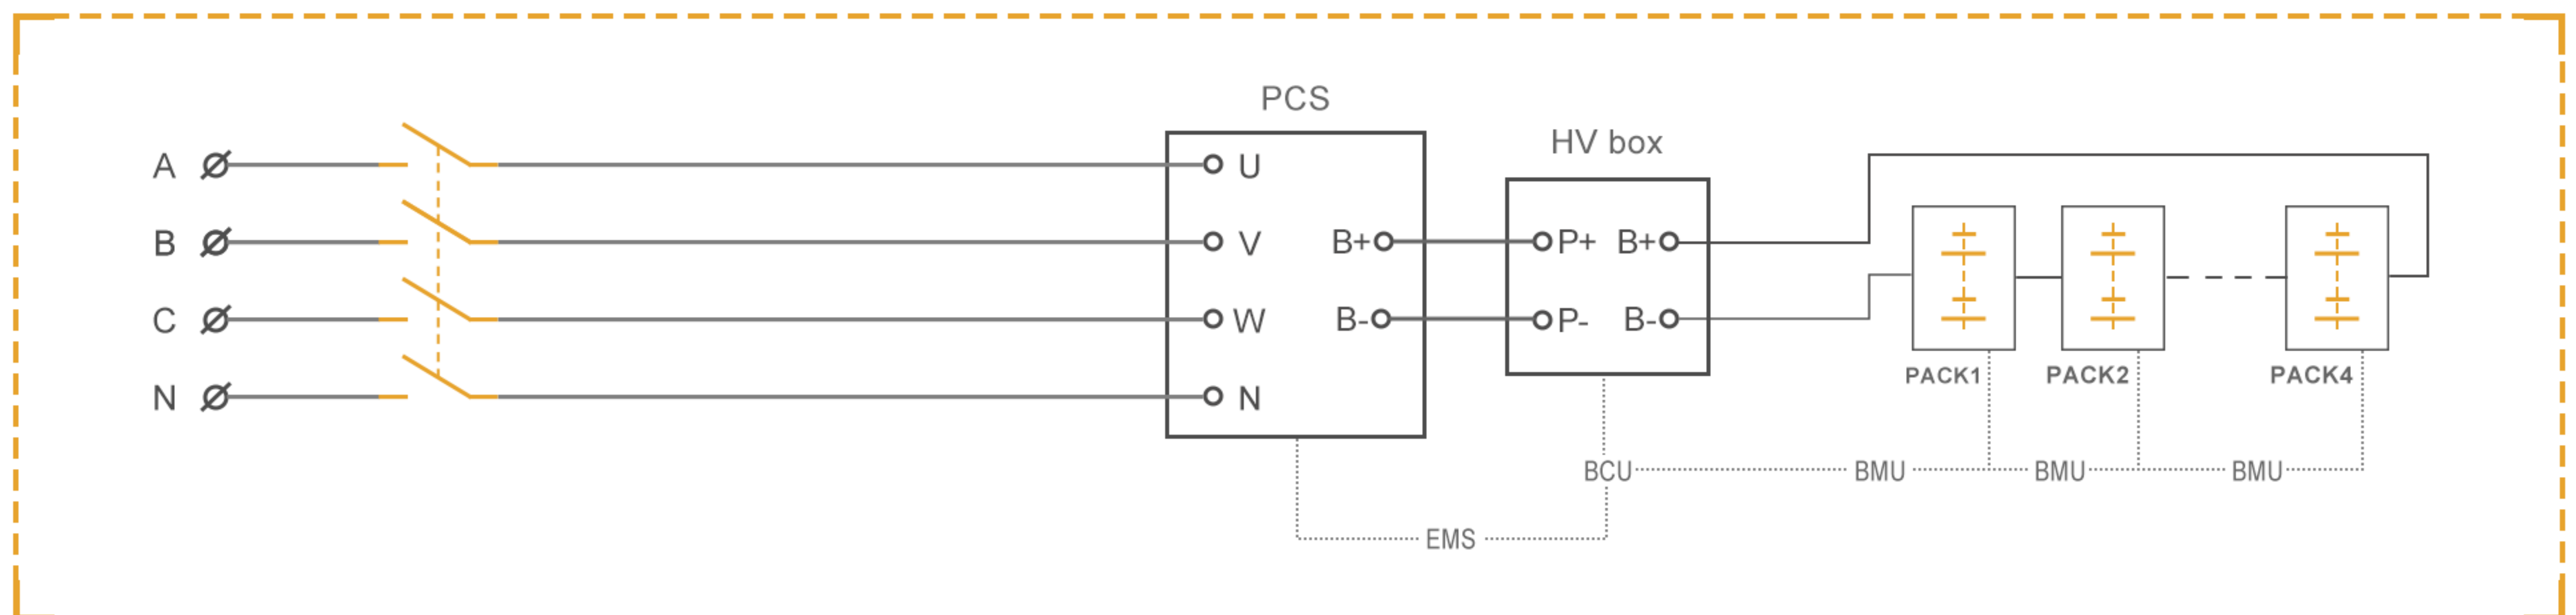 PCS
HV box
A U
B V B+ P+ B+
C W B- P- B-
N N
PACK1 PACK2 PACK4
BCU BMU BMU BMU
EMS